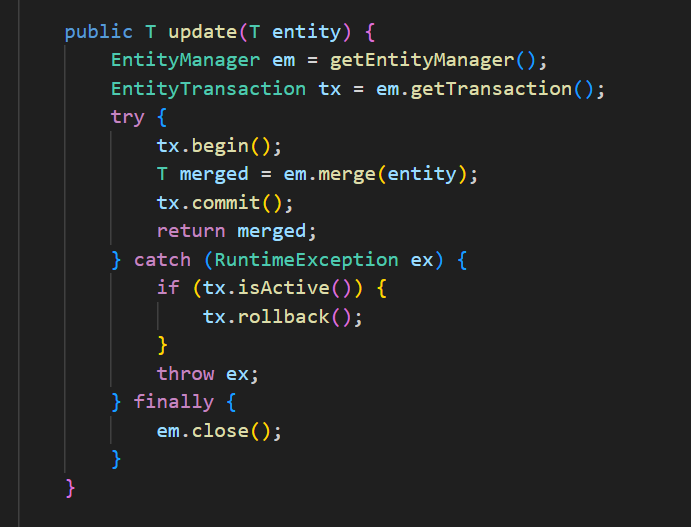 public T update(T entity) {
    EntityManager em = getEntityManager();
    EntityTransaction tx = em.getTransaction();
    try {
        tx.begin();
        T merged = em.merge(entity);
        tx.commit();
        return merged;
    } catch (RuntimeException ex) {
        if (tx.isActive()) {
            tx.rollback();
        }
        throw ex;
    } finally {
        em.close();
    }
}